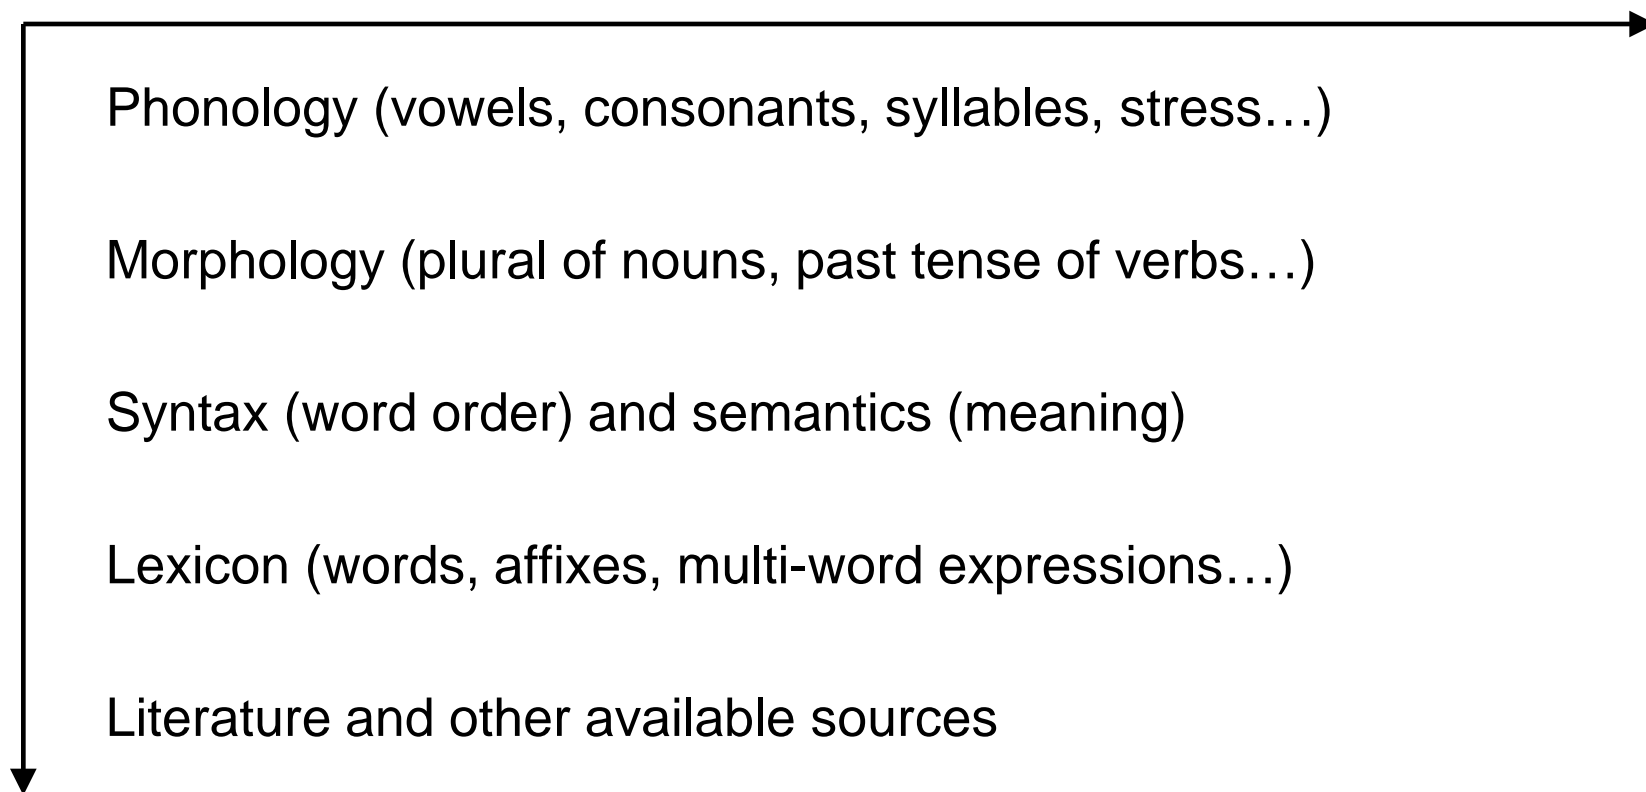 Phonology (vowels, consonants, syllables, stress…)
Morphology (plural of nouns, past tense of verbs…)
Syntax (word order) and semantics (meaning)
Lexicon (words, affixes, multi-word expressions…)
Literature and other available sources